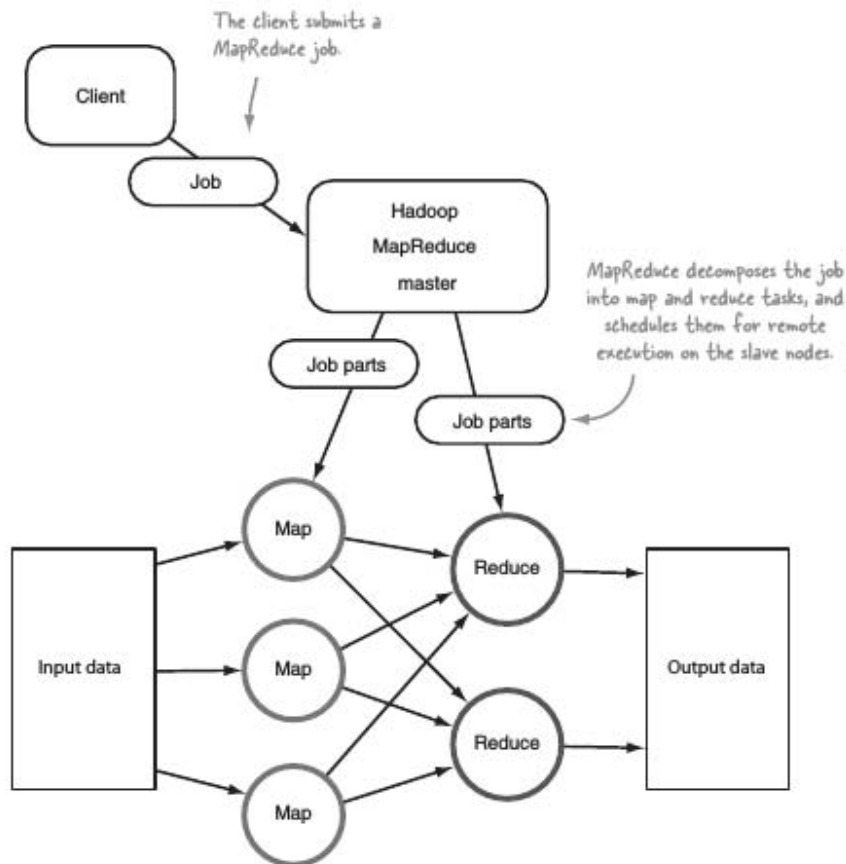 The client submits a
MapReduce job.
Client
Job
Hadoop
MapReduce
master
MapReduce decomposes the job
into map and reduce tasks, and
schedules them for remote
execution on the slave nodes.
Job parts
Job parts
Map
Reduce
Input data
Map
Output data
Reduce
Map